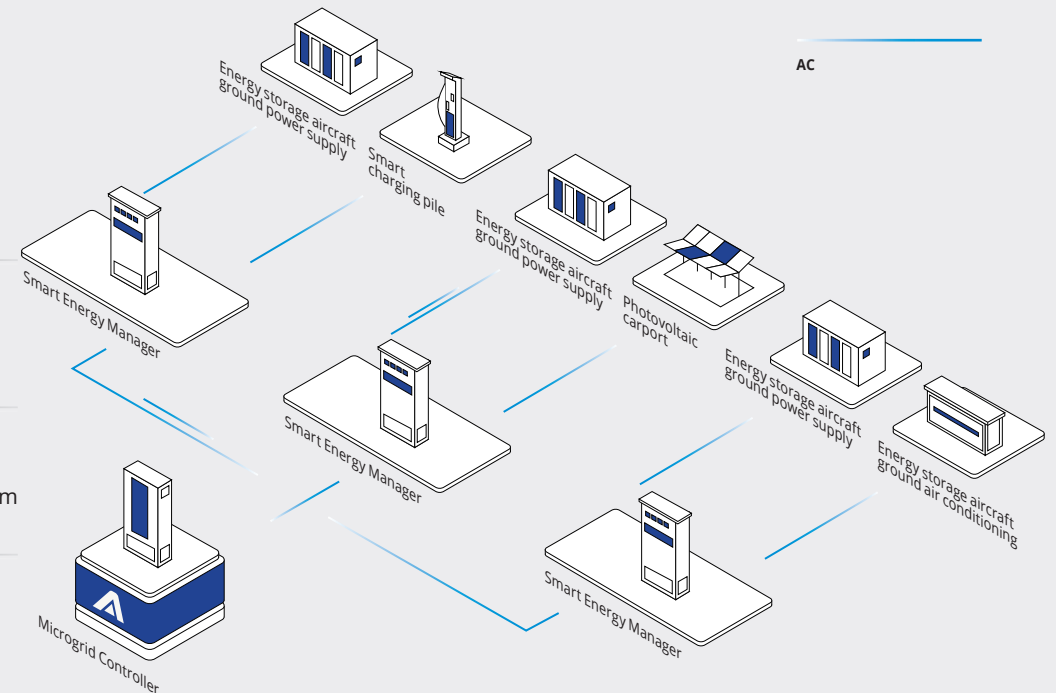 AC
Energy storage aircraft
ground power supply
Smart
charging pile
Energy storage aircraft
ground power supply
Photovoltaic
carport
Energy storage aircraft
ground power supply
Energy storage aircraft
ground air conditioning
Smart Energy Manager
Smart Energy Manager
Smart Energy Manager
m
Microgrid Controller